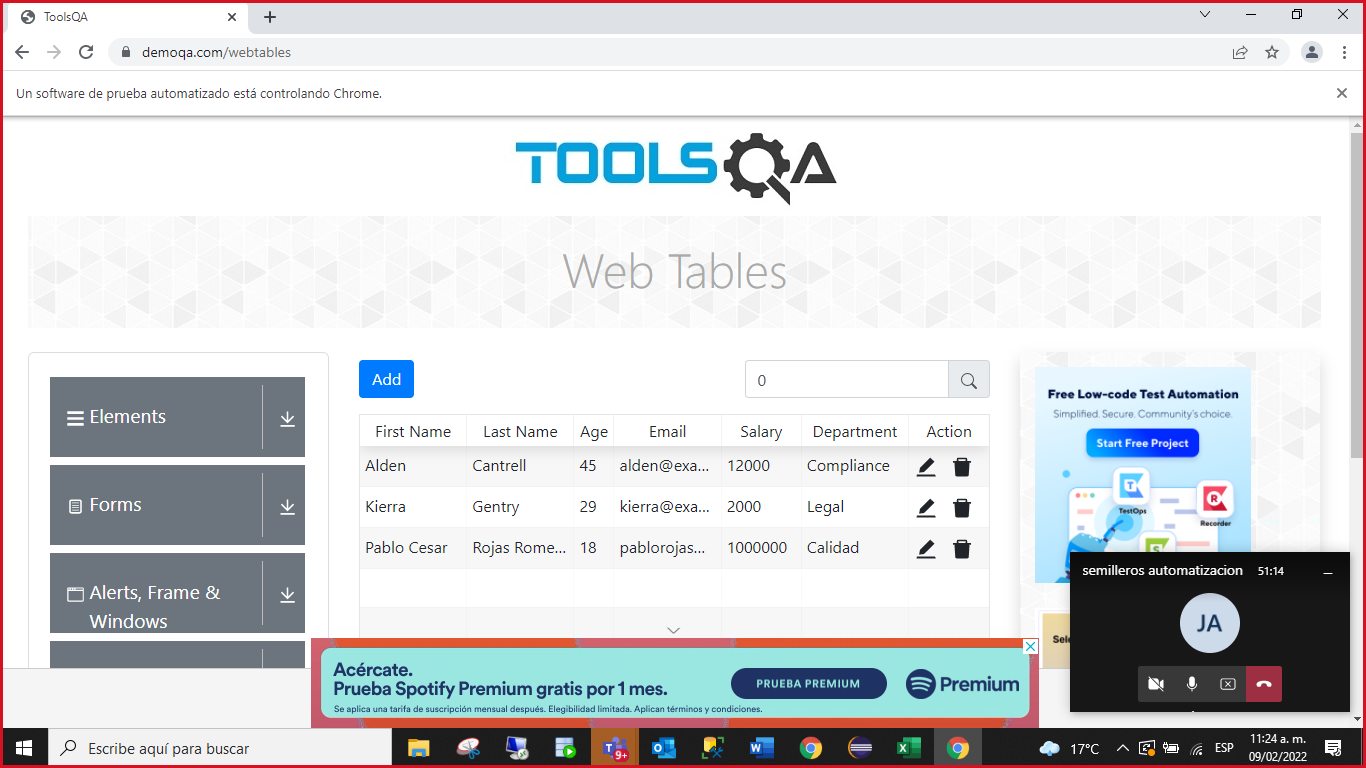 ToolsQA
demoqa.com/webtables
Un software de prueba automatizado está controlando Chrome.
TOOLSQA
Web Tables
Elements
Forms
Alerts, Frame &
Windows
Add
0
First Name Last Name Age Email Salary Department Action
Alden Cantrell 45 alden@exa... 12000 Compliance
Kierra Gentry 29 kierra@exa... 2000 Legal
Pablo Cesar Rojas Rome... 18 pablorojas... 1000000 Calidad
Free Low-code Test Automation
Simplified. Secure. Community's choice.
Start Free Project
TestOps
Recorder
Sele
semilleros automatizacion 51:14
JA
Acércate.
Prueba Spotify Premium gratis por 1 mes.
Se aplica una tarifa de suscripción mensual después. Elegibilidad limitada. Aplican términos y condiciones.
PRUEBA PREMIUM
Premium
Escribe aquí para buscar
9+
17°C
ESP
11:24 a. m.
09/02/2022